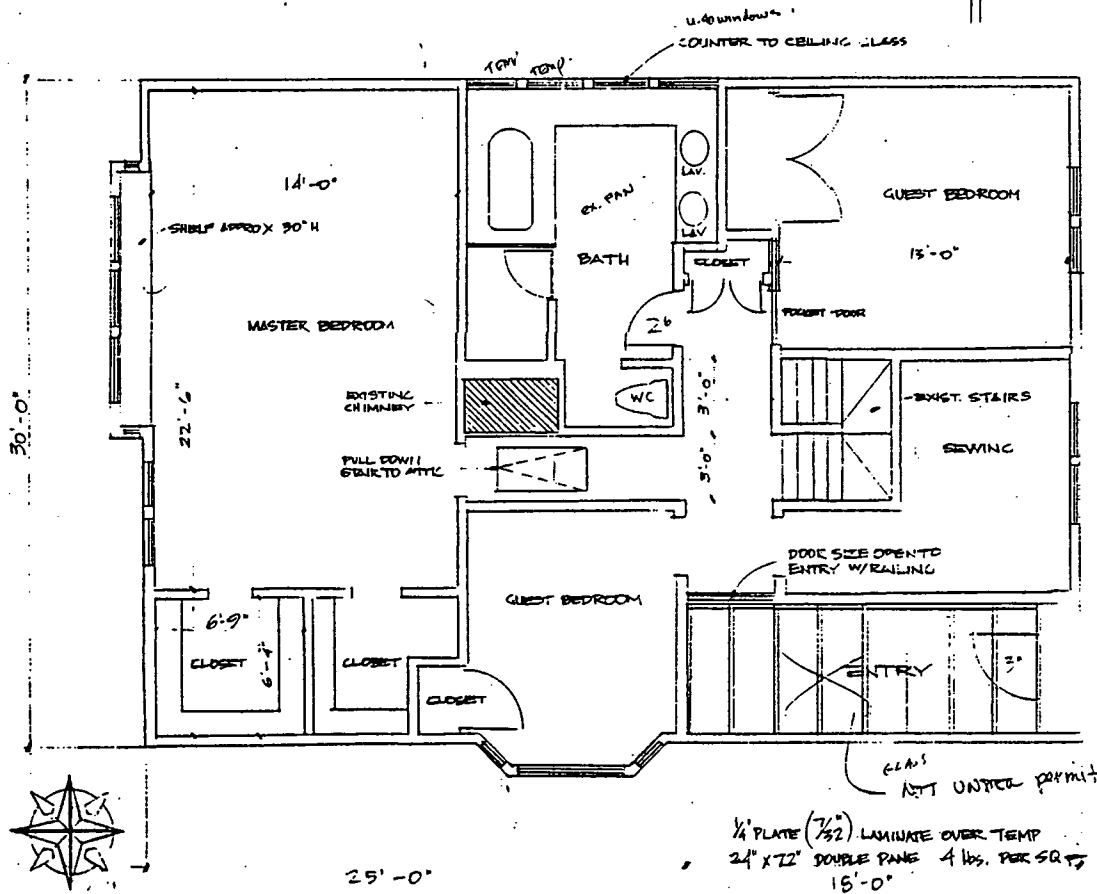 COUNTER TO CEILING GLASS
TEMP
TEMP.
14'-0"
SHELF APPROX 30"H
ex. FAN
LAV.
LAV
GUEST BEDROOM
13'-0"
BATH
CLOSET
POCKET DOOR
MASTER BEDROOM
2⁶
30'-0"
22'-6"
EXISTING
CHIMNEY
WC
3'-0"
3'-0"
EXIST. STAIRS
SEWING
PULL DOWN
STAIR TO ATTIC
DOOR SIZE OPEN TO
ENTRY W/RAILING
GUEST BEDROOM
6'-9"
6'-4"
CLOSET
CLOSET
CLOSET
ENTRY
3°
GLASS
NOT UNDER permit
1/4" PLATE (7/32) LAMINATE OVER TEMP
24" X 72" DOUBLE PANE 4 lbs. PER SQ FT
25'-0"
15'-0"